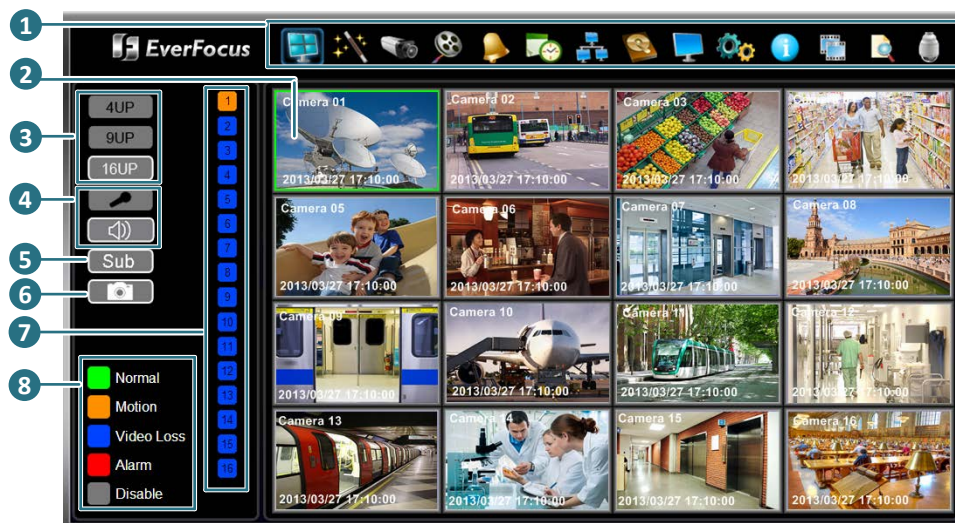 1
EverFocus
2
3
4UP
9UP
16UP
4
5
Sub
6
7
8
Normal
Motion
Video Loss
Alarm
Disable
1
2
3
4
5
6
7
8
9
10
11
12
13
14
15
16
Camera 01
2013/03/27 17:10:00
Camera 02
2013/03/27 17:10:00
Camera 03
2013/03/27 17:10:00
2013/03/27 17:10:00
Camera 05
2013/03/27 17:10:00
Camera 06
2013/03/27 17:10:00
Camera 07
2013/03/27 17:10:00
Camera 08
2013/03/27 17:10:00
Camera 09
2013/03/27 17:10:00
Camera 10
2013/03/27 17:10:00
Camera 11
2013/03/27 17:10:00
Camera 12
2013/03/27 17:10:00
Camera 13
2013/03/27 17:10:00
Camera 14
2013/03/27 17:10:00
Camera 15
2013/03/27 17:10:00
Camera 16
2013/03/27 17:10:00